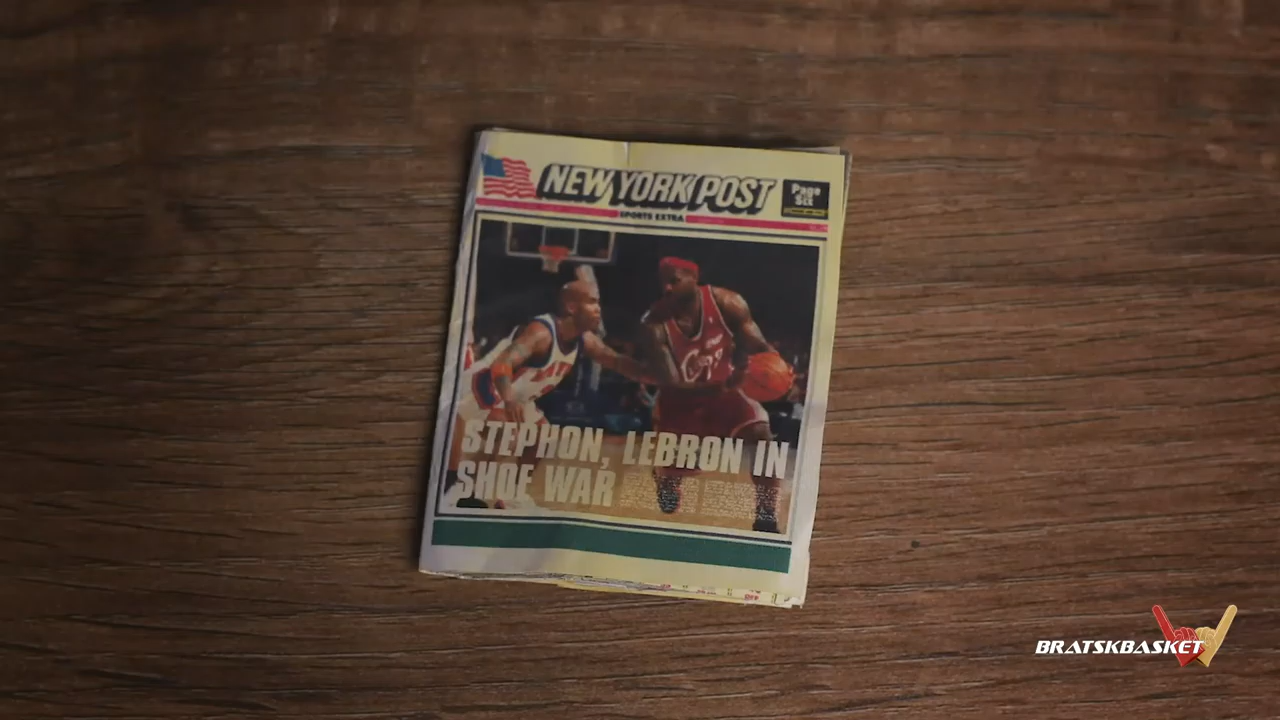 NEW YORK POST
Page
Six
SPORTS EXTRA
STEPHON, LEBRON IN
SHOE WAR
BRATSKBASKET